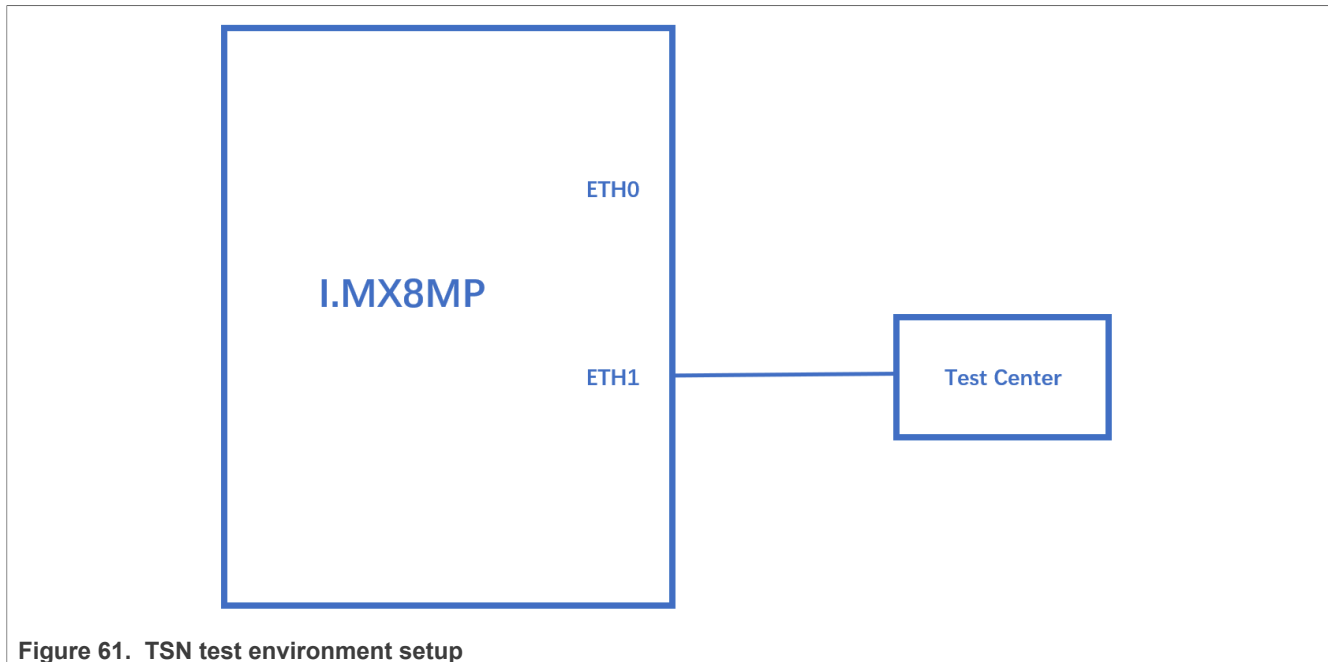 ETH0
I.MX8MP
ETH1
Test Center
Figure 61. TSN test environment setup